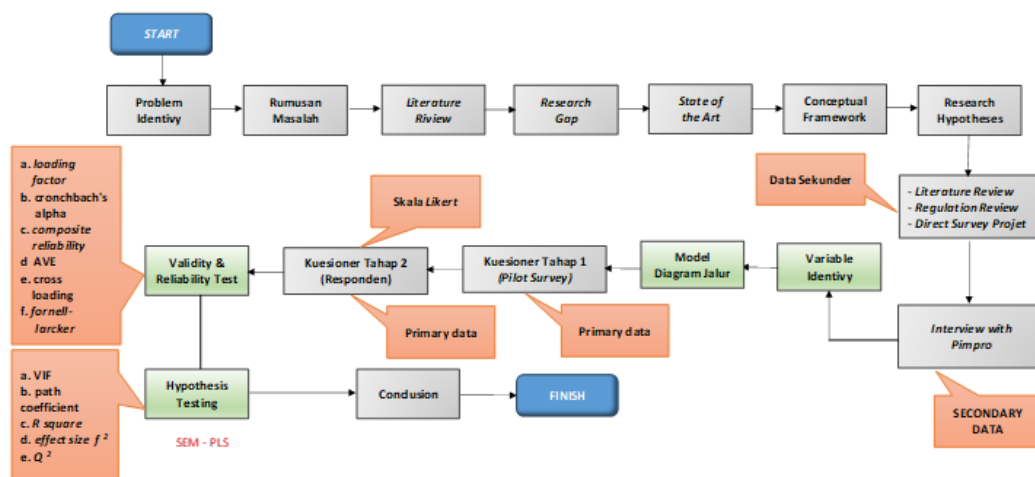 START
Problem
Identivy
Rumusan
Masalah
Literature
Riview
Research
Gap
State of
the Art
Conceptual
Framework
Research
Hypotheses
a. loading
factor
b. cronchbach's
alpha
c. composite
reliability
d AVE
e. cross
loading
f. fornell-
larcker
Skala Likert
Data Sekunder
- Literature Review
- Regulation Review
- Direct Survey Projet
Validity &
Reliability Test
Kuesioner Tahap 2
(Responden)
Kuesioner Tahap 1
(Pilot Survey)
Model
Diagram Jalur
Variable
Identivy
Primary data
Primary data
Interview with
Pimpro
a. VIF
b. path
coefficient
c. R square
d. effect size f ²
e. Q ²
Hypothesis
Testing
Conclusion
FINISH
SECONDARY
DATA
SEM - PLS